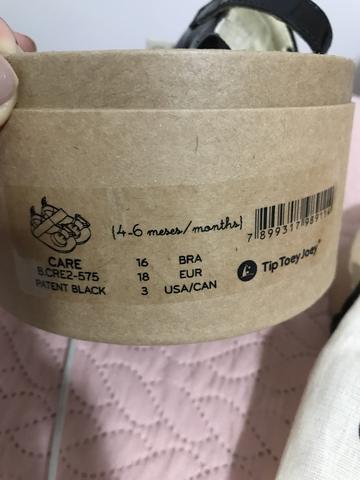 {4-6 meses/months}
CARE
B.CRE2-575
PATENT BLACK
16 BRA
18 EUR
3 USA/CAN
Tip Toey Joey